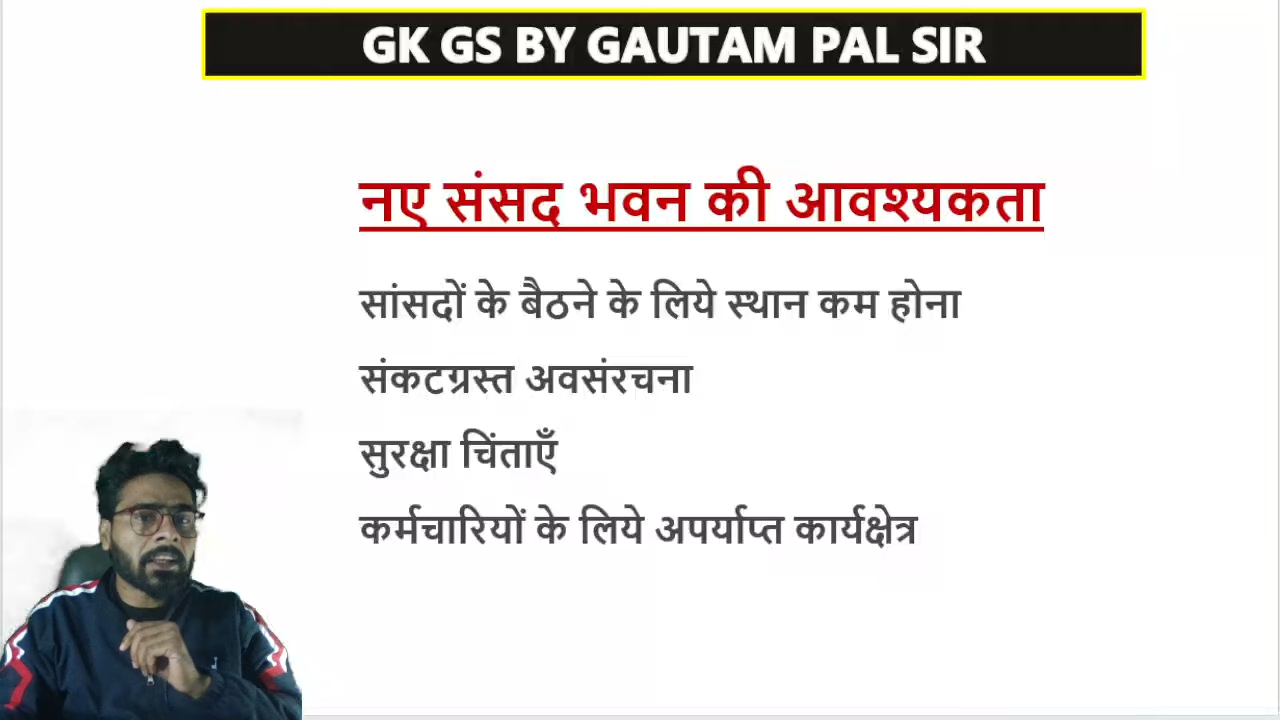 GK GS BY GAUTAM PAL SIR
नए संसद भवन की आवश्यकता
सांसदों के बैठने के लिये स्थान कम होना
संकटग्रस्त अवसंरचना
सुरक्षा चिंताएँ
कर्मचारियों के लिये अपर्याप्त कार्यक्षेत्र